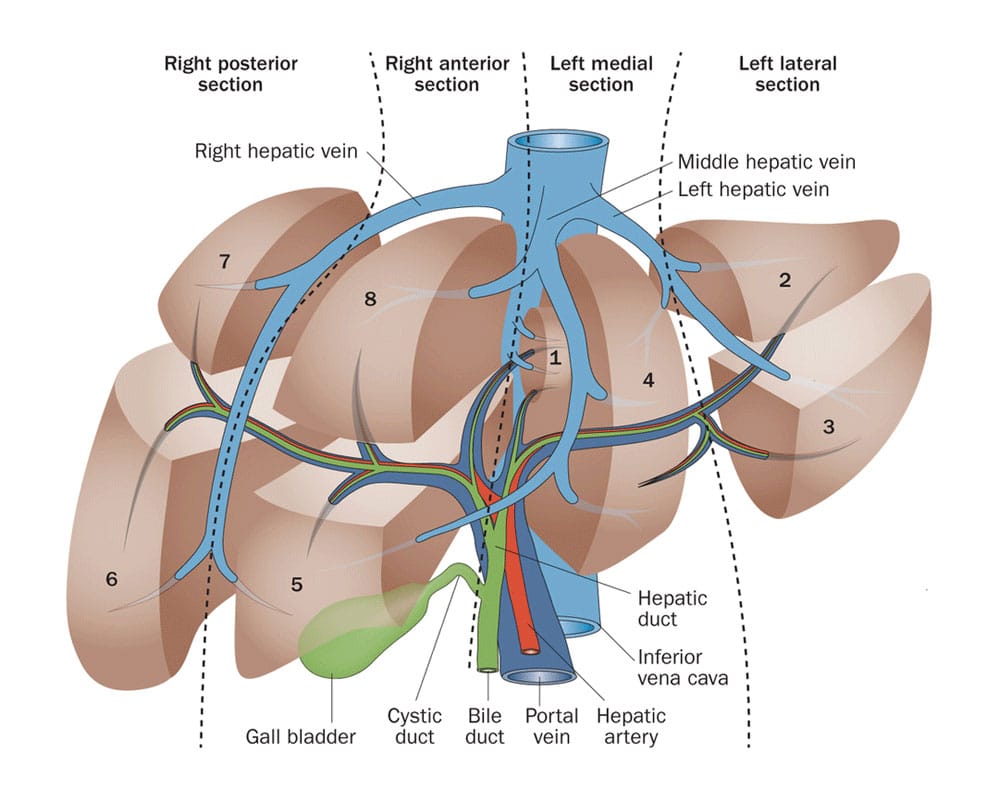 Right posterior
section
Right anterior
section
Left medial
section
Left lateral
section
Right hepatic vein
Middle hepatic vein
Left hepatic vein
7
8
2
1
4
3
6
5
Hepatic
duct
Inferior
vena cava
Gall bladder
Cystic
duct
Bile
duct
Portal
vein
Hepatic
artery